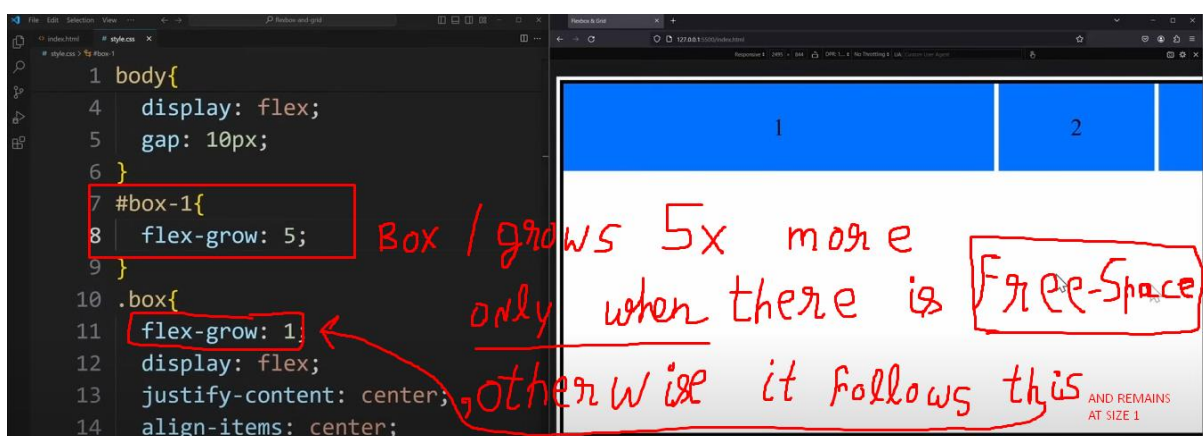 File Edit Selection View ...
flexbox-and-grid
index.html
# style.css
# style.css > #box-1
1 body{
4 display: flex;
5 gap: 10px;
6 }
7 #box-1{
8 flex-grow: 5;
9 }
10 .box{
11 flex-grow: 1;
12 display: flex;
13 justify-content: center;
14 align-items: center;
Flexbox & Grid
127.0.0.1:5500/index.html
1
2
Box 1 grows 5x more
only when there is Free-Space
, otherwise it Follows this
AND REMAINS
AT SIZE 1